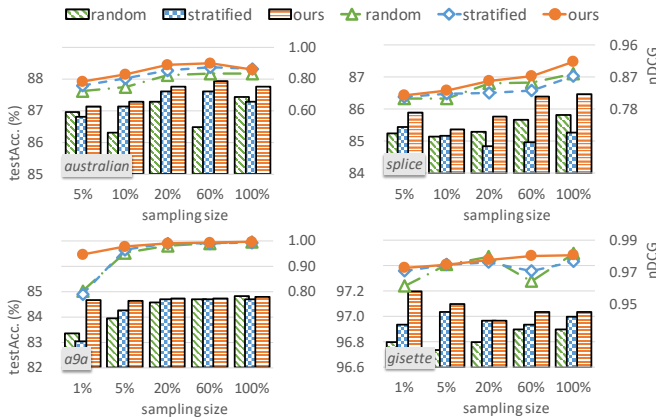 random stratified ours random stratified ours
testAcc. (%)
88
87
86
85
1.00
0.80
0.60
australian
5% 10% 20% 60% 100%
sampling size
87
86
85
84
0.96
0.87
0.78
nDCG
splice
5% 10% 20% 60% 100%
sampling size
testAcc. (%)
85
84
83
82
1.00
0.90
0.80
a9a
1% 5% 20% 60% 100%
sampling size
97.2
97.0
96.8
96.6
0.99
0.97
0.95
nDCG
gisette
1% 5% 20% 60% 100%
sampling size